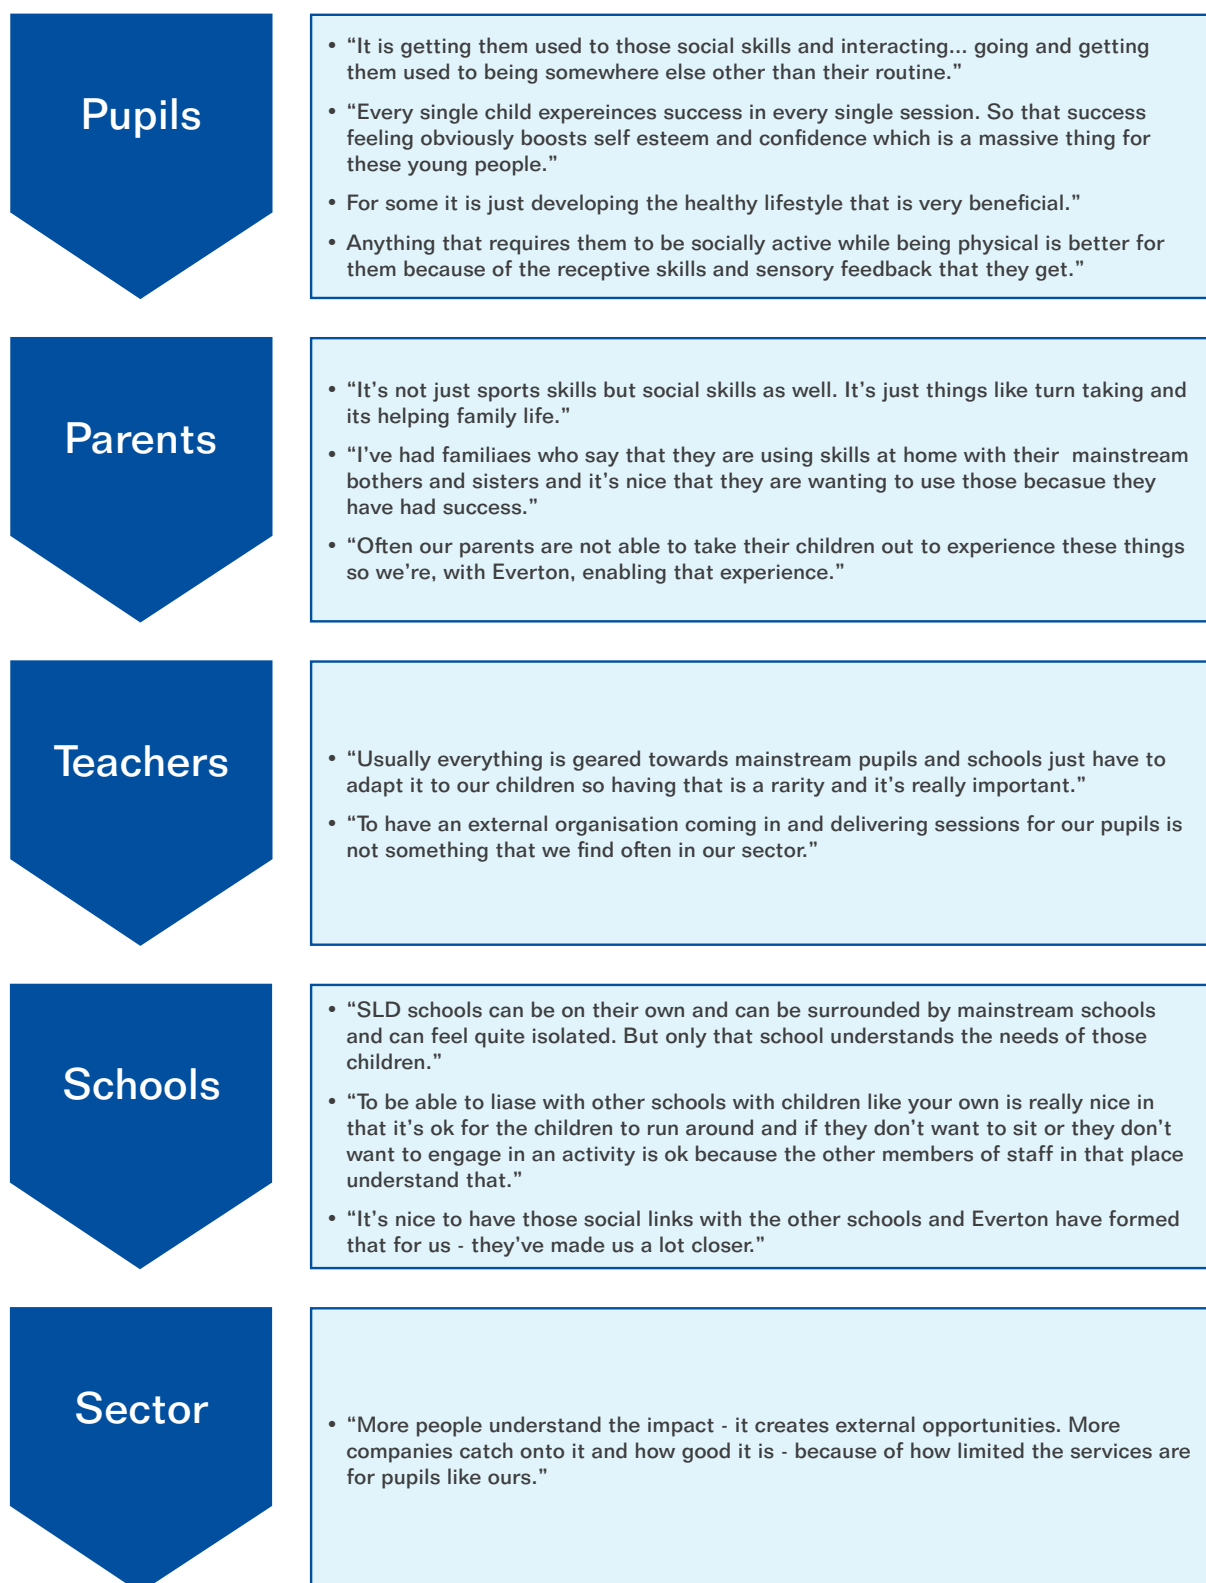 Pupils
• “It is getting them used to those social skills and interacting... going and getting
them used to being somewhere else other than their routine.”
• “Every single child expereinces success in every single session. So that success
feeling obviously boosts self esteem and confidence which is a massive thing for
these young people.”
• For some it is just developing the healthy lifestyle that is very beneficial.”
• Anything that requires them to be socially active while being physical is better for
them because of the receptive skills and sensory feedback that they get.”
Parents
• “It’s not just sports skills but social skills as well. It’s just things like turn taking and
its helping family life.”
• “I’ve had familiaes who say that they are using skills at home with their  mainstream
bothers and sisters and it’s nice that they are wanting to use those becasue they
have had success.”
• “Often our parents are not able to take their children out to experience these things
so we’re, with Everton, enabling that experience.”
Teachers
• “Usually everything is geared towards mainstream pupils and schools just have to
adapt it to our children so having that is a rarity and it’s really important.”
• “To have an external organisation coming in and delivering sessions for our pupils is
not something that we find often in our sector.”
Schools
• “SLD schools can be on their own and can be surrounded by mainstream schools
and can feel quite isolated. But only that school understands the needs of those
children.”
• “To be able to liase with other schools with children like your own is really nice in
that it’s ok for the children to run around and if they don’t want to sit or they don’t
want to engage in an activity is ok because the other members of staff in that place
understand that.”
• “It’s nice to have those social links with the other schools and Everton have formed
that for us - they’ve made us a lot closer.”
Sector
• “More people understand the impact - it creates external opportunities. More
companies catch onto it and how good it is - because of how limited the services are
for pupils like ours.”